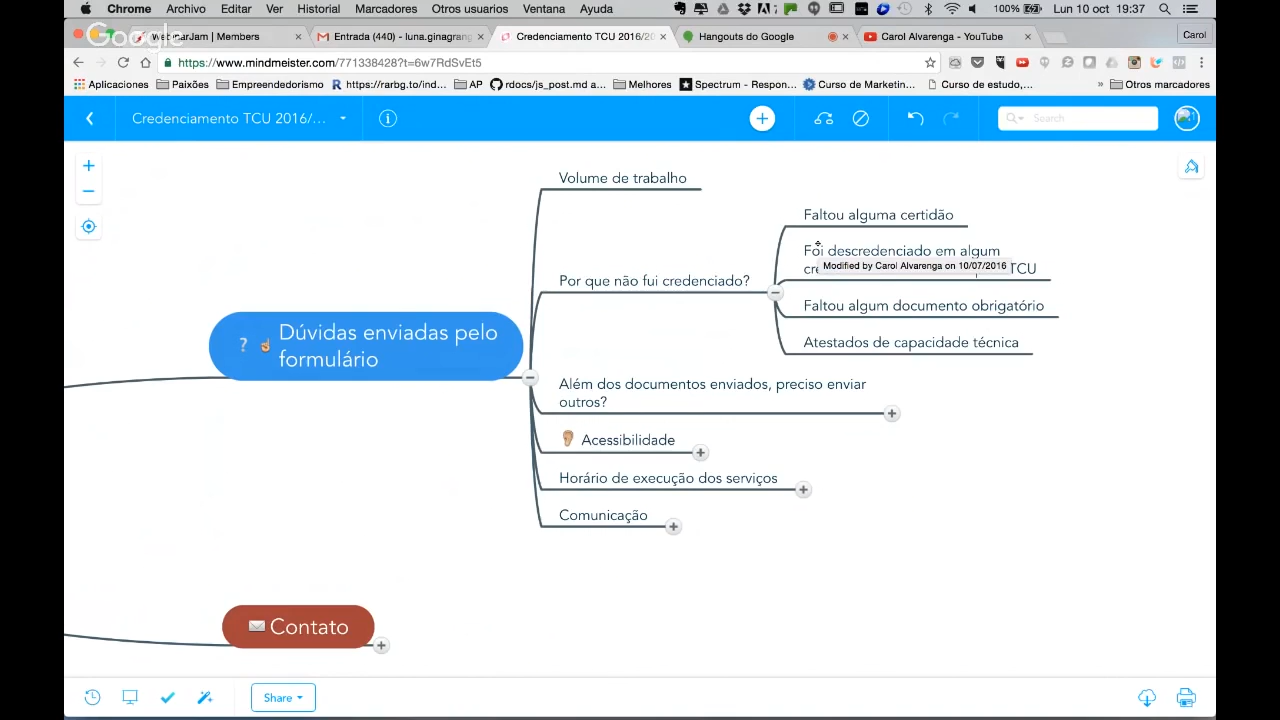 Chrome Archivo Editar Ver Historial Marcadores Otros usuarios Ventana Ayuda 100% Lun 10 oct 19:37
Google
WebinarJam | Members
Entrada (440) - luna.ginagrang
Credenciamento TCU 2016/20
Hangouts do Google
Carol Alvarenga - YouTube
Carol
https://www.mindmeister.com/771338428?t=6w7RdSvEt5
Aplicaciones Paixões Empreendedorismo https://rarbg.to/ind... AP rdocs/js_post.md a... Melhores Spectrum - Respon... Curso de Marketin... Curso de estudo,... » Otros marcadores
Credenciamento TCU 2016/...
Search
Volume de trabalho
Faltou alguma certidão
Foi descredenciado em algum
TCU
Modified by Carol Alvarenga on 10/07/2016
Por que não fui credenciado?
Faltou algum documento obrigatório
Atestados de capacidade técnica
? Dúvidas enviadas pelo
formulário
Além dos documentos enviados, preciso enviar
outros?
Acessibilidade
Horário de execução dos serviços
Comunicação
Contato
Share